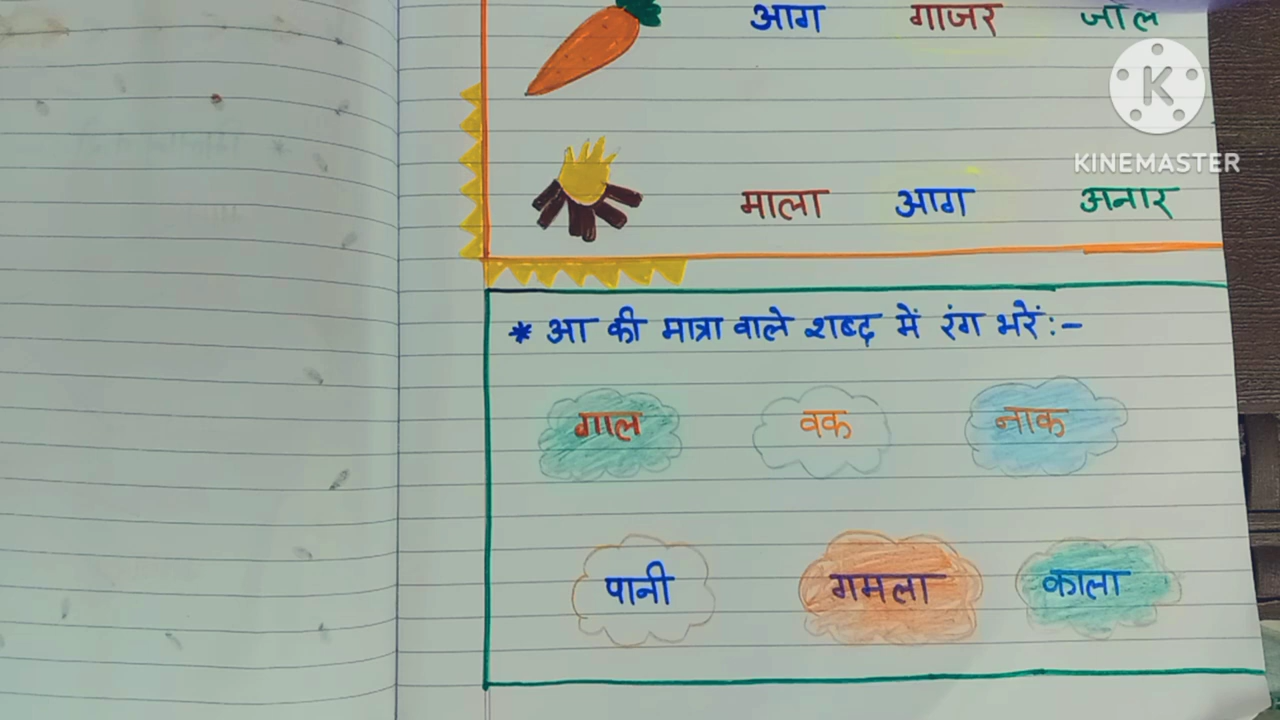 आग गाजर जाल
K
KINEMASTER
माला आग अनार
* आ की मात्रा वाले शब्द में रंग भरें:-
गाल वक नाक
पानी गमला काला